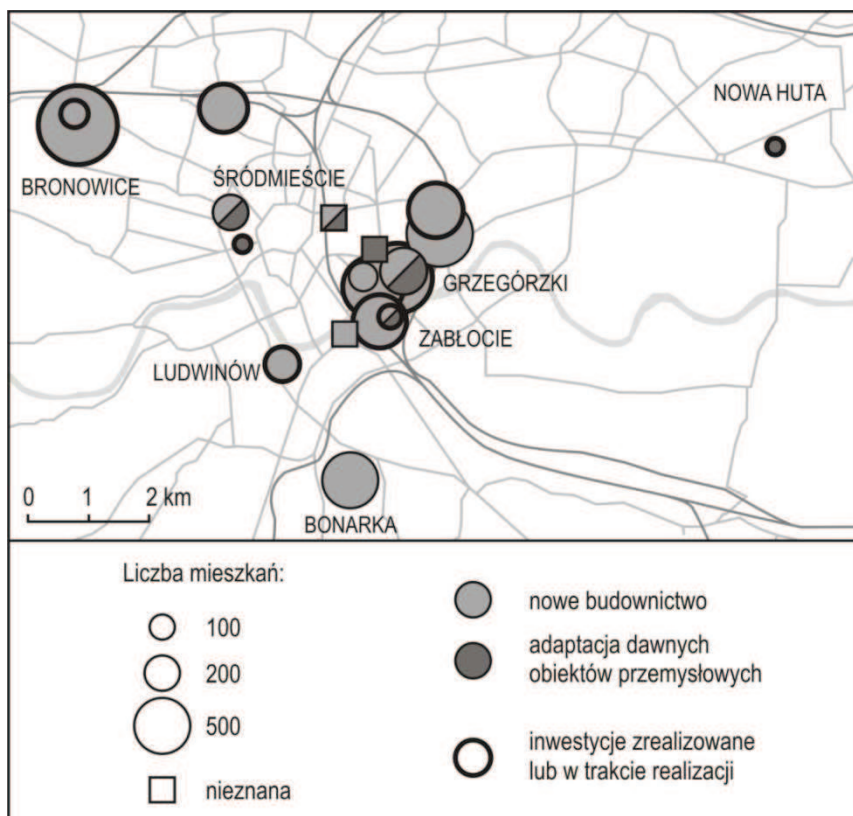 NOWA HUTA
BRONOWICE
ŚRÓDMIEŚCIE
GRZEGÓRZKI
ZABŁOCIE
LUDWINÓW
BONARKA
0 1 2 km
Liczba mieszkań:
100
200
500
nieznana
nowe budownictwo
adaptacja dawnych
obiektów przemysłowych
inwestycje zrealizowane
lub w trakcie realizacji